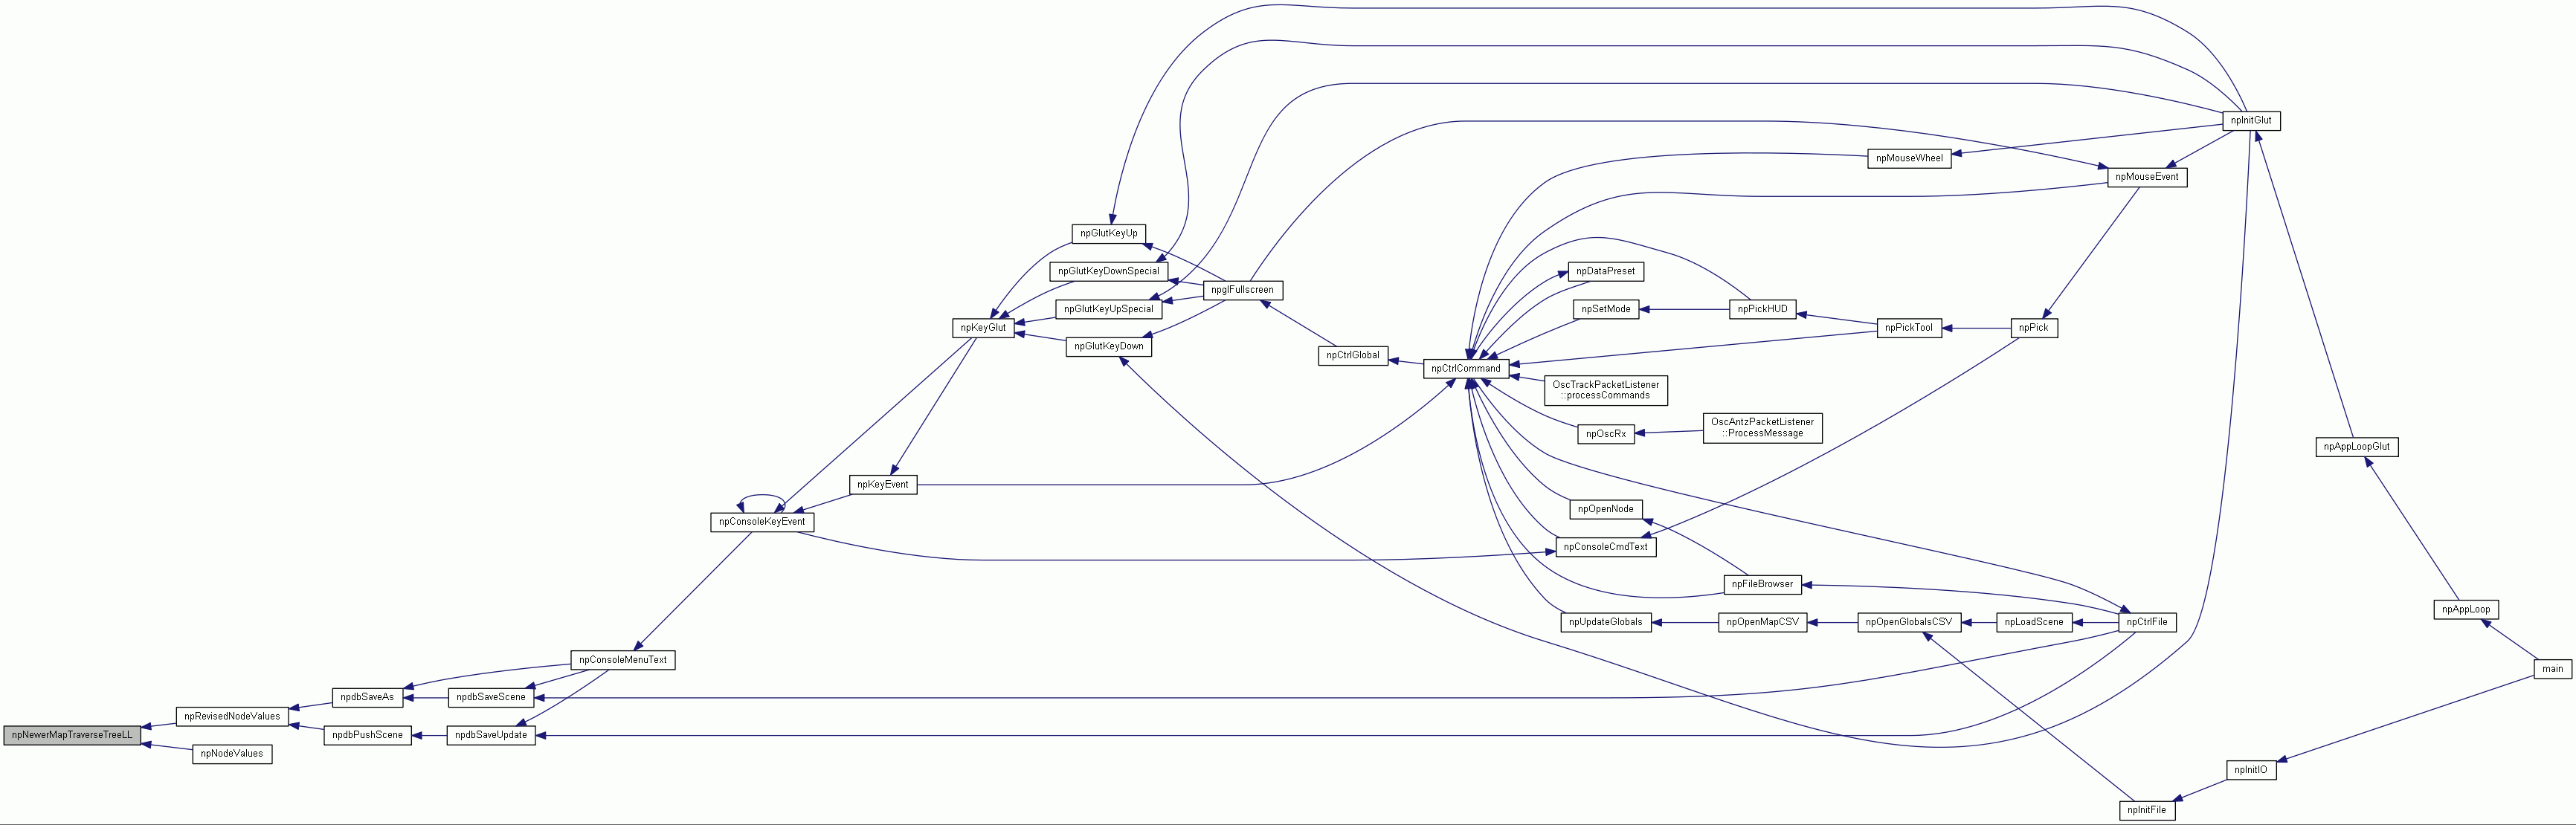 npInitGlut
npMouseWheel
npMouseEvent
npGlutKeyUp
npGlutKeyDownSpecial
npDataPreset
npglFullscreen
npGlutKeyUpSpecial
npSetMode
npPickHUD
npKeyGlut
npPickTool
npPick
npGlutKeyDown
npCtrlGlobal
npCtrlCommand
OscTrackPacketListener
::processCommands
OscAntzPacketListener
::ProcessMessage
npOscRx
npAppLoopGlut
npKeyEvent
npOpenNode
npConsoleKeyEvent
npConsoleCmdText
npFileBrowser
npAppLoop
npUpdateGlobals
npOpenMapCSV
npOpenGlobalsCSV
npLoadScene
npCtrlFile
npConsoleMenuText
main
npdbSaveAs
npdbSaveScene
npRevisedNodeValues
npNewerMapTraverseTreeLL
npdbPushScene
npdbSaveUpdate
npNodeValues
npInitIO
npInitFile